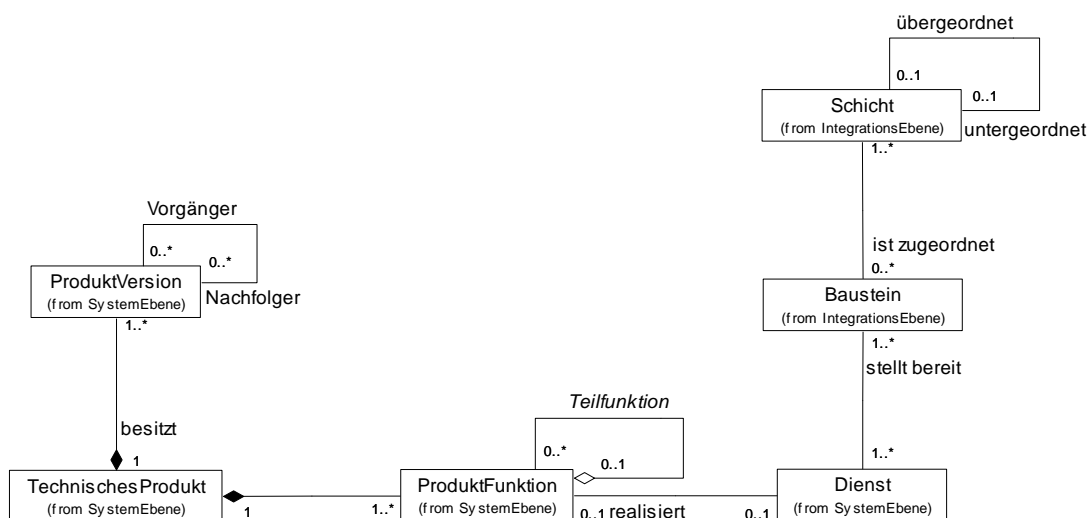 übergeordnet
0..1
Schicht
(from IntegrationsEbene)
0..1
untergeordnet
1..*
Vorgänger
0..*
0..*
ProduktVersion
(from SystemEbene)
Nachfolger
1..*
ist zugeordnet
0..*
Baustein
(from IntegrationsEbene)
1..*
stellt bereit
Teilfunktion
0..*
0..1
besitzt
1
1..*
TechnischesProdukt
(from SystemEbene)
1
1..*
ProduktFunktion
(from SystemEbene)
0..1 realisiert
0..1
Dienst
(from SystemEbene)